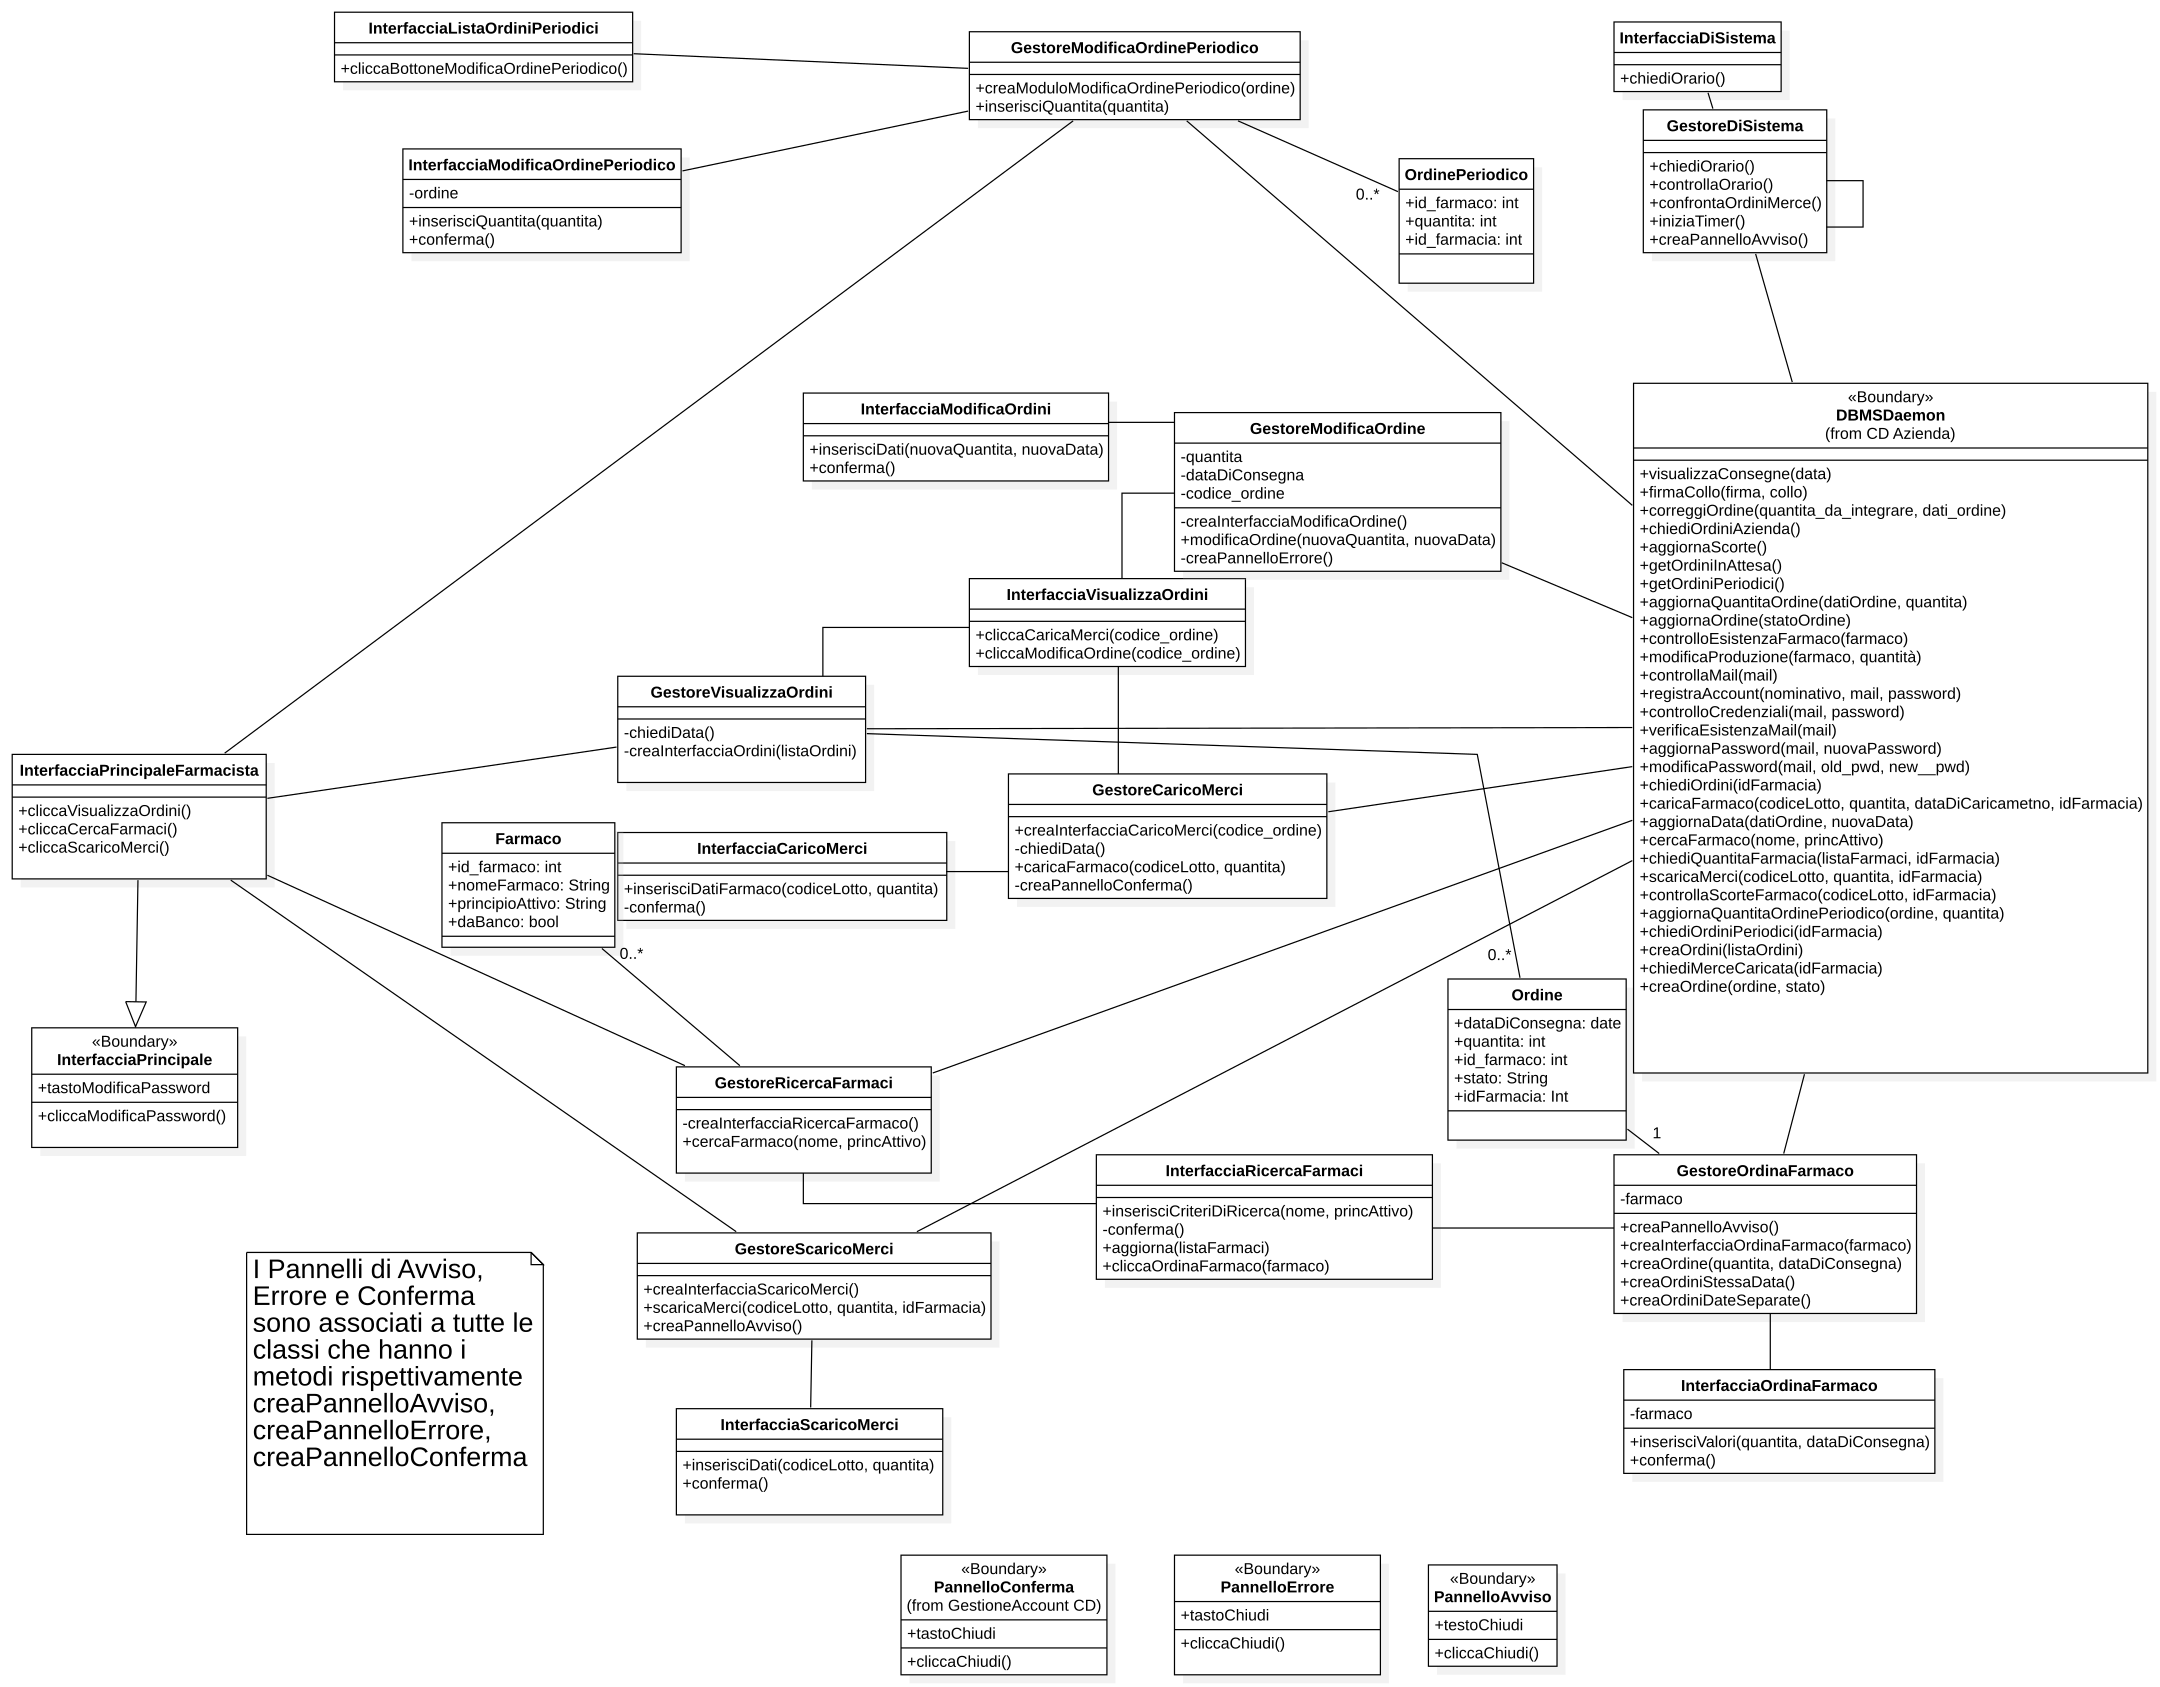 InterfacciaListaOrdiniPeriodici
+cliccaBottoneModificaOrdinePeriodico()
GestoreModificaOrdinePeriodico
+creaModuloModificaOrdinePeriodico(ordine)
+inserisciQuantita(quantita)
InterfacciaDiSistema
+chiediOrario()
GestoreDiSistema
+chiediOrario()
+controllaOrario()
+confrontaOrdiniMerce()
+iniziaTimer()
+creaPannelloAvviso()
InterfacciaModificaOrdinePeriodico
-ordine
+inserisciQuantita(quantita)
+conferma()
0..*
OrdinePeriodico
+id_farmaco: int
+quantita: int
+id_farmacia: int
InterfacciaModificaOrdini
+inserisciDati(nuovaQuantita, nuovaData)
+conferma()
GestoreModificaOrdine
-quantita
-dataDiConsegna
-codice_ordine
-creaInterfacciaModificaOrdine()
+modificaOrdine(nuovaQuantita, nuovaData)
-creaPannelloErrore()
«Boundary»
DBMSDaemon
(from CD Azienda)
+visualizzaConsegne(data)
+firmaCollo(firma, collo)
+correggiOrdine(quantita_da_integrare, dati_ordine)
+chiediOrdiniAzienda()
+aggiornaScorte()
+getOrdiniInAttesa()
+getOrdiniPeriodici()
+aggiornaQuantitaOrdine(datiOrdine, quantita)
+aggiornaOrdine(statoOrdine)
+controlloEsistenzaFarmaco(farmaco)
+modificaProduzione(farmaco, quantità)
+controllaMail(mail)
+registraAccount(nominativo, mail, password)
+controlloCredenziali(mail, password)
+verificaEsistenzaMail(mail)
+aggiornaPassword(mail, nuovaPassword)
+modificaPassword(mail, old_pwd, new__pwd)
+chiediOrdini(idFarmacia)
+caricaFarmaco(codiceLotto, quantita, dataDiCaricametno, idFarmacia)
+aggiornaData(datiOrdine, nuovaData)
+cercaFarmaco(nome, princAttivo)
+chiediQuantitaFarmacia(listaFarmaci, idFarmacia)
+scaricaMerci(codiceLotto, quantita, idFarmacia)
+controllaScorteFarmaco(codiceLotto, idFarmacia)
+aggiornaQuantitaOrdinePeriodico(ordine, quantita)
+chiediOrdiniPeriodici(idFarmacia)
+creaOrdini(listaOrdini)
+chiediMerceCaricata(idFarmacia)
+creaOrdine(ordine, stato)
InterfacciaVisualizzaOrdini
+cliccaCaricaMerci(codice_ordine)
+cliccaModificaOrdine(codice_ordine)
GestoreVisualizzaOrdini
-chiediData()
-creaInterfacciaOrdini(listaOrdini)
InterfacciaPrincipaleFarmacista
+cliccaVisualizzaOrdini()
+cliccaCercaFarmaci()
+cliccaScaricoMerci()
GestoreCaricoMerci
+creaInterfacciaCaricoMerci(codice_ordine)
-chiediData()
+caricaFarmaco(codiceLotto, quantita)
-creaPannelloConferma()
Farmaco
+id_farmaco: int
+nomeFarmaco: String
+principioAttivo: String
+daBanco: bool
0..*
InterfacciaCaricoMerci
+inserisciDatiFarmaco(codiceLotto, quantita)
-conferma()
0..*
Ordine
+dataDiConsegna: date
+quantita: int
+id_farmaco: int
+stato: String
+idFarmacia: Int
1
«Boundary»
InterfacciaPrincipale
+tastoModificaPassword
+cliccaModificaPassword()
GestoreRicercaFarmaci
-creaInterfacciaRicercaFarmaco()
+cercaFarmaco(nome, princAttivo)
InterfacciaRicercaFarmaci
+inserisciCriteriDiRicerca(nome, princAttivo)
-conferma()
+aggiorna(listaFarmaci)
+cliccaOrdinaFarmaco(farmaco)
GestoreOrdinaFarmaco
-farmaco
+creaPannelloAvviso()
+creaInterfacciaOrdinaFarmaco(farmaco)
+creaOrdine(quantita, dataDiConsegna)
+creaOrdiniStessaData()
+creaOrdiniDateSeparate()
GestoreScaricoMerci
+creaInterfacciaScaricoMerci()
+scaricaMerci(codiceLotto, quantita, idFarmacia)
+creaPannelloAvviso()
I Pannelli di Avviso,
Errore e Conferma
sono associati a tutte le
classi che hanno i
metodi rispettivamente
creaPannelloAvviso,
creaPannelloErrore,
creaPannelloConferma
InterfacciaOrdinaFarmaco
-farmaco
+inserisciValori(quantita, dataDiConsegna)
+conferma()
InterfacciaScaricoMerci
+inserisciDati(codiceLotto, quantita)
+conferma()
«Boundary»
PannelloConferma
(from GestioneAccount CD)
+tastoChiudi
+cliccaChiudi()
«Boundary»
PannelloErrore
+tastoChiudi
+cliccaChiudi()
«Boundary»
PannelloAvviso
+testoChiudi
+cliccaChiudi()